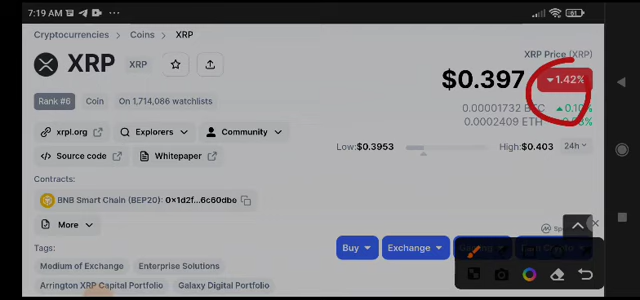 7:19 AM
61
Cryptocurrencies > Coins > XRP
XRP Price (XRP)
XRP XRP
$0.397 1.42%
Rank #6 Coin On 1,714,086 watchlists
0.00001732 BTC 0.10%
0.0002409 ETH
xrpl.org Explorers Community
Low: $0.3953 High: $0.403 24h
Source code Whitepaper
Contracts:
BNB Smart Chain (BEP20): 0x1d2f...6c60dbe
More
Buy Exchange
Tags:
Medium of Exchange Enterprise Solutions
Arrington XRP Capital Portfolio Galaxy Digital Portfolio